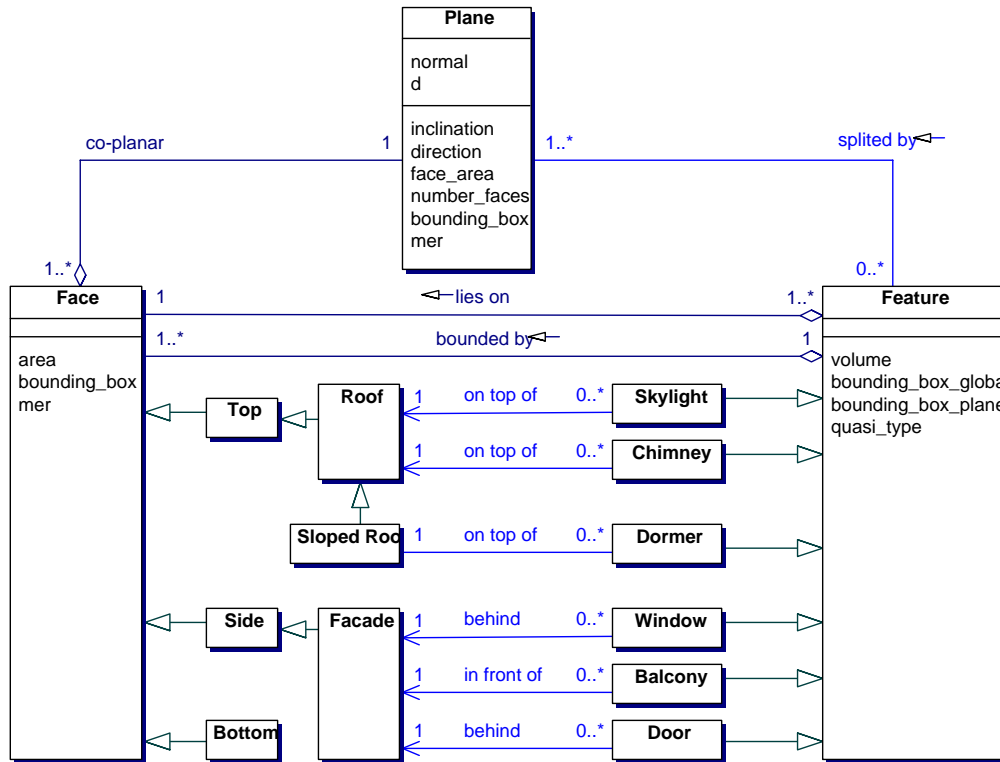 Plane
normal
d
inclination
direction
face_area
number_faces
bounding_box
mer
co-planar
1
1..*
splited by
1..*
0..*
Face
area
bounding_box
mer
1
lies on
1..*
1..*
bounded by
1
Feature
volume
bounding_box_globa
bounding_box_plane
quasi_type
Top
Roof
1
on top of
0..*
Skylight
1
on top of
0..*
Chimney
Sloped Roo
1
on top of
0..*
Dormer
Side
Facade
1
behind
0..*
Window
1
in front of
0..*
Balcony
Bottom
1
behind
0..*
Door